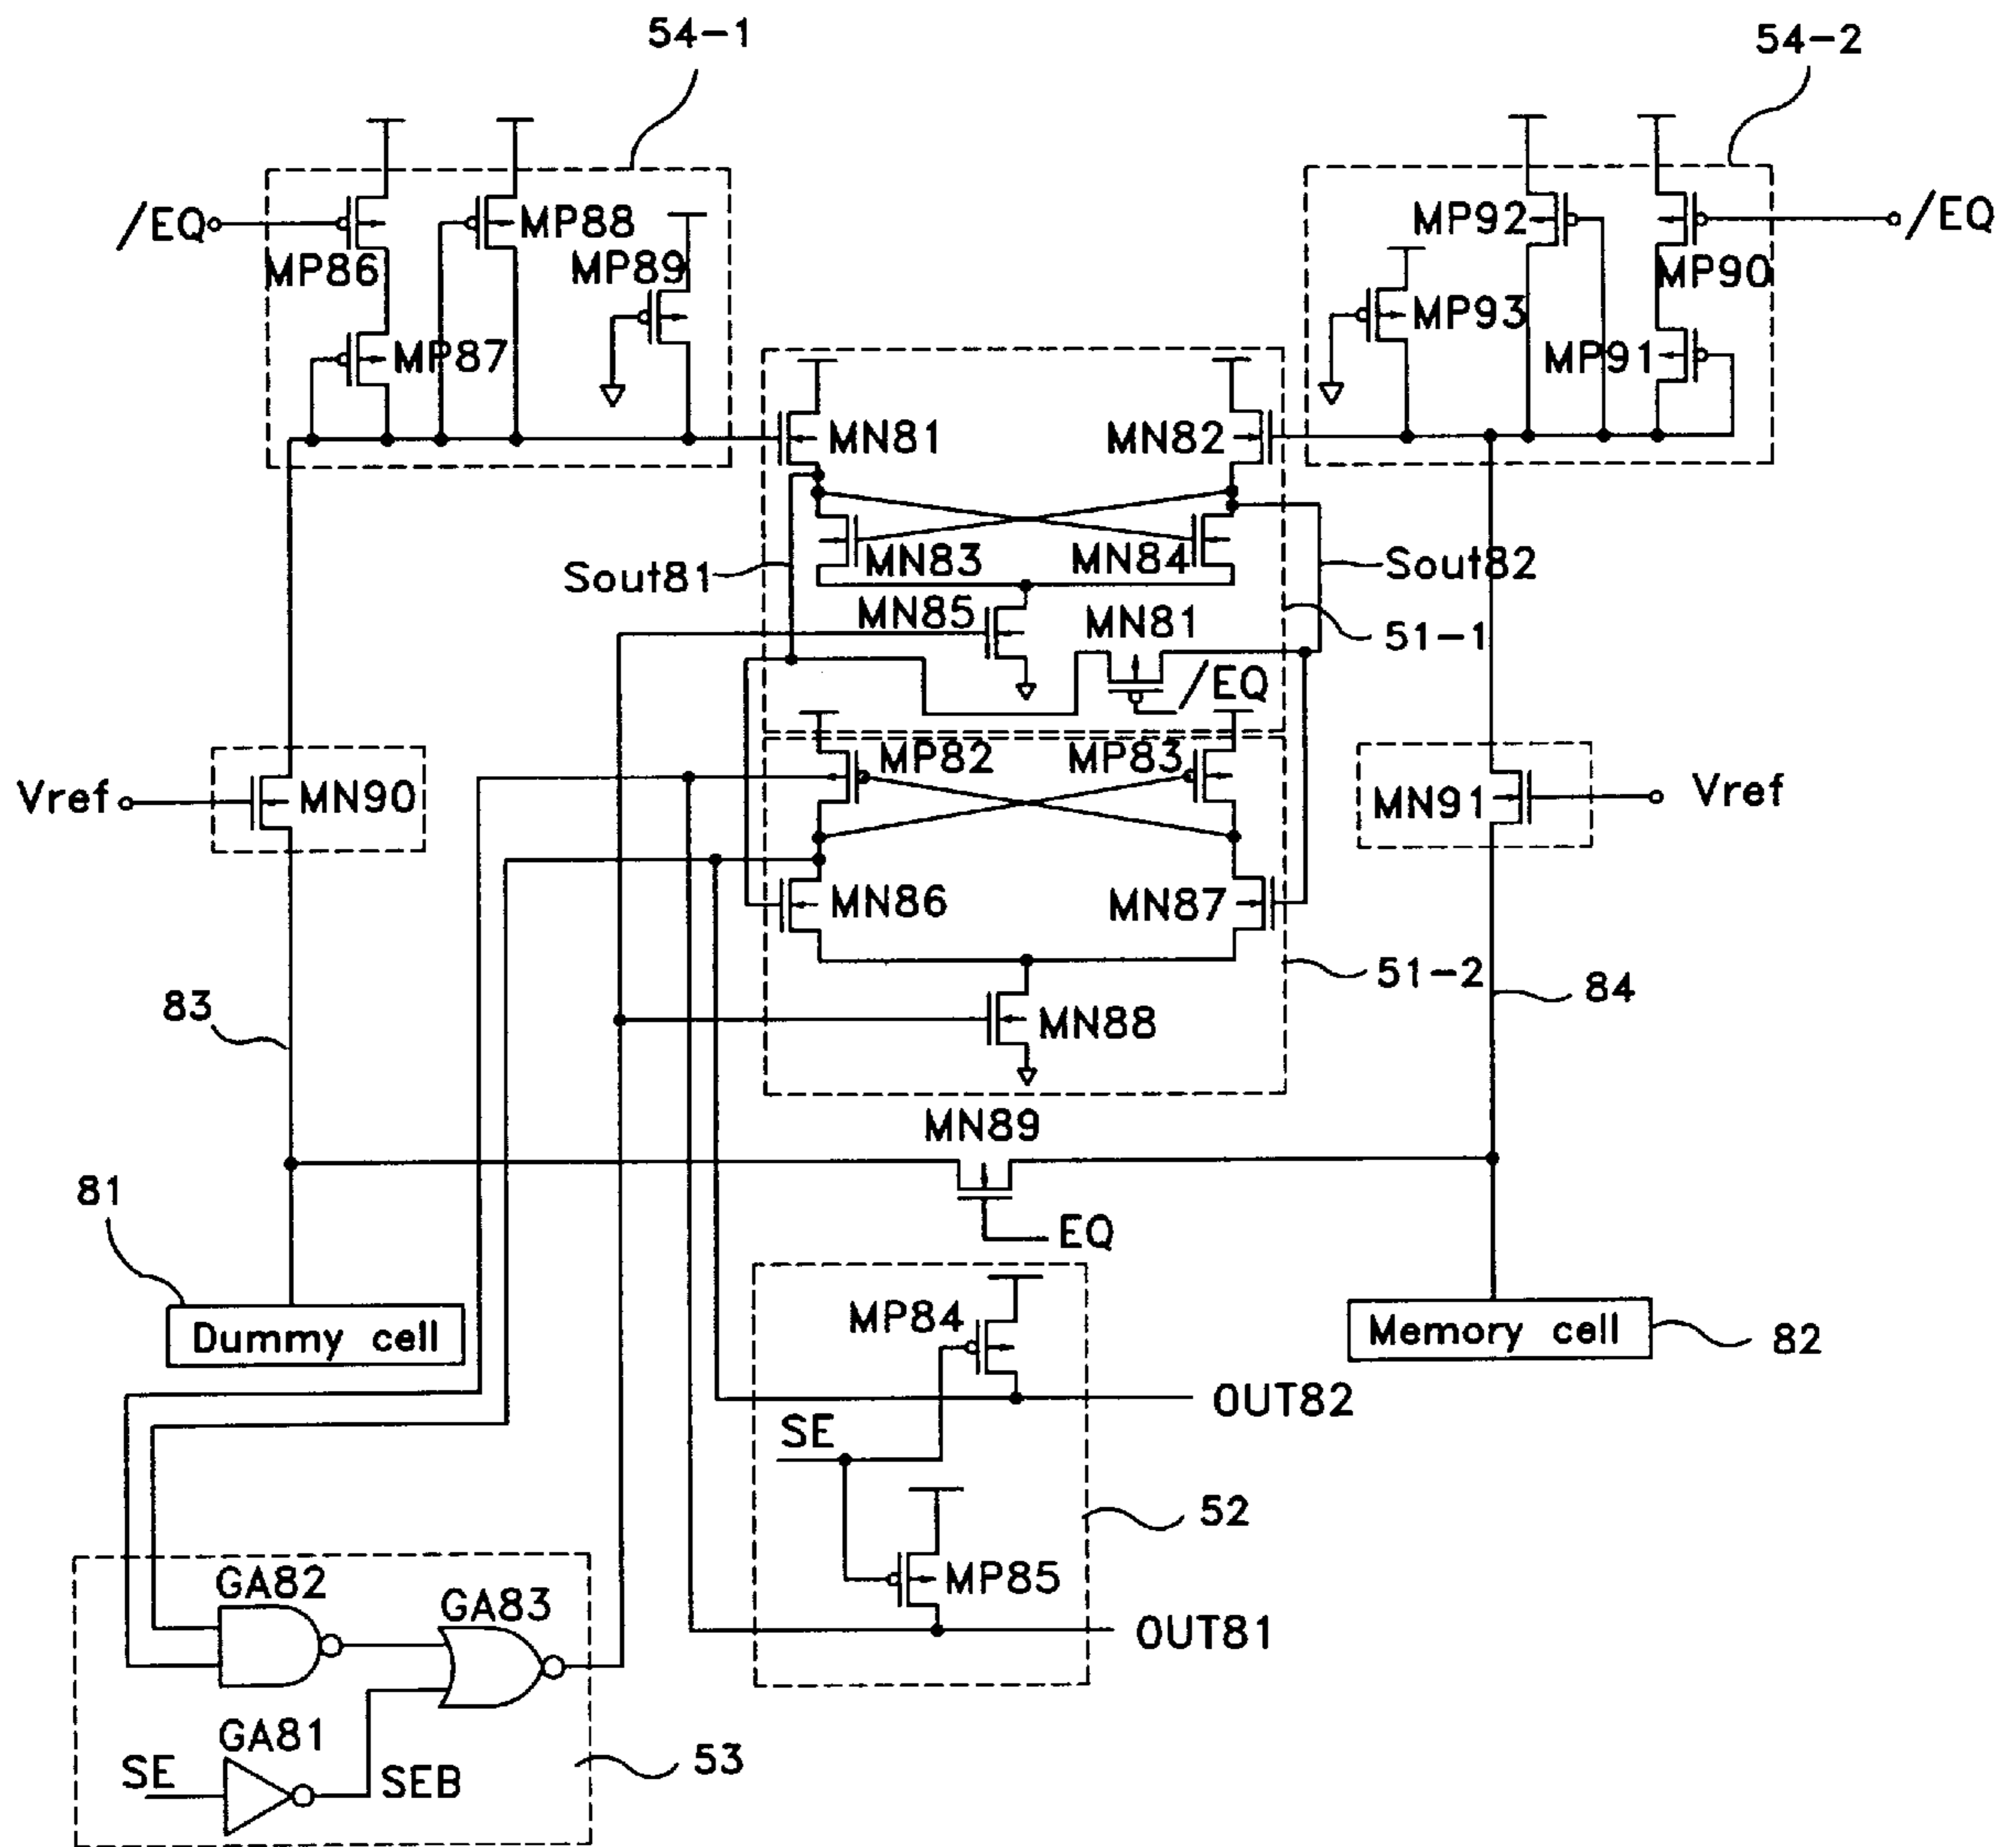 54-1
54-2
/EQ
MP86
MP88
MP89
MP87
MP92
MP90
/EQ
MP93
MP91
MN81
MN82
MN83
MN84
Sout81
Sout82
MN85
MN81
51-1
/EQ
MP82
MP83
Vref
MN90
MN91
Vref
MN86
MN87
51-2
83
84
MN88
MN89
81
EQ
Dummy cell
MP84
Memory cell
82
OUT82
SE
52
MP85
GA82
GA83
OUT81
GA81
SE
SEB
53